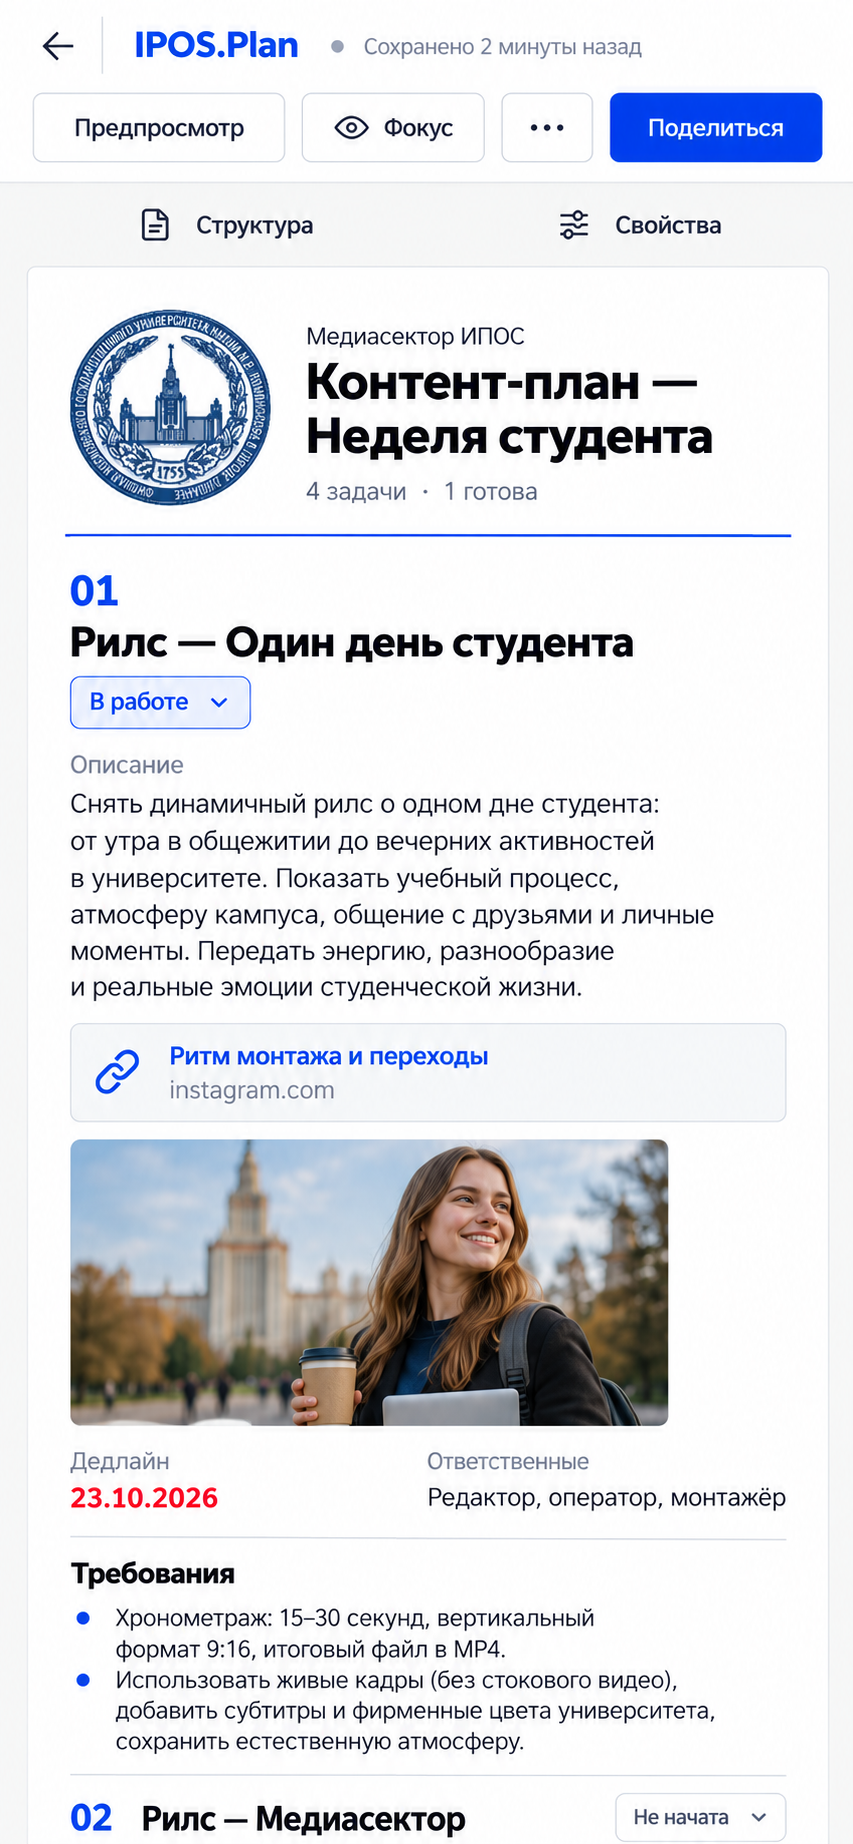 IPOS.Plan
Сохранено 2 минуты назад
Предпросмотр
Фокус
Поделиться
Структура
Свойства
Медиасектор ИПОС
Контент-план —
Неделя студента
4 задачи · 1 готова
1755
01
Рилс — Один день студента
В работе
Описание
Снять динамичный рилс о одном дне студента:
от утра в общежитии до вечерних активностей
в университете. Показать учебный процесс,
атмосферу кампуса, общение с друзьями и личные
моменты. Передать энергию, разнообразие
и реальные эмоции студенческой жизни.
Ритм монтажа и переходы
instagram.com
Дедлайн
Ответственные
23.10.2026
Редактор, оператор, монтажёр
Требования
Хронометраж: 15–30 секунд, вертикальный
формат 9:16, итоговый файл в MP4.
Использовать живые кадры (без стокового видео),
добавить субтитры и фирменные цвета университета,
сохранить естественную атмосферу.
02 Рилс — Медиасектор
Не начата